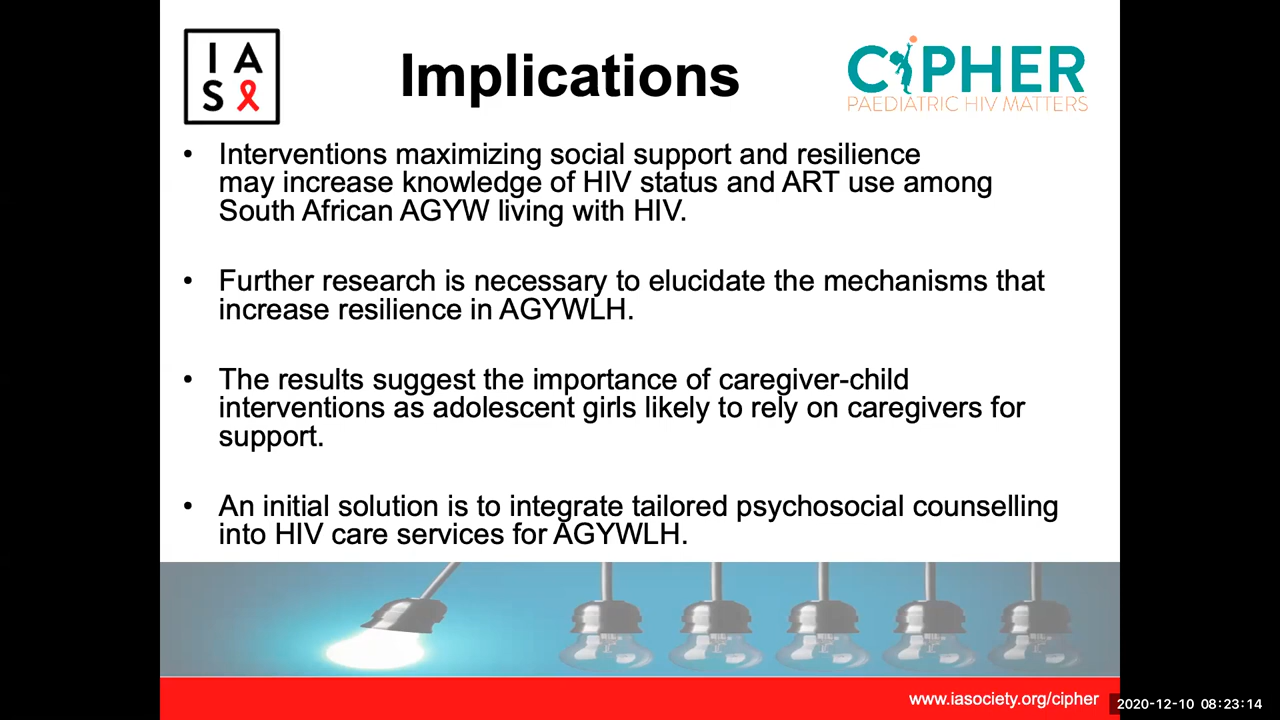 IAS
Implications
CIPHER
PAEDIATRIC HIV MATTERS
• Interventions maximizing social support and resilience
may increase knowledge of HIV status and ART use among
South African AGYW living with HIV.
• Further research is necessary to elucidate the mechanisms that
increase resilience in AGYWLH.
• The results suggest the importance of caregiver-child
interventions as adolescent girls likely to rely on caregivers for
support.
• An initial solution is to integrate tailored psychosocial counselling
into HIV care services for AGYWLH.
www.iasociety.org/cipher
2020-12-10 08:23:14